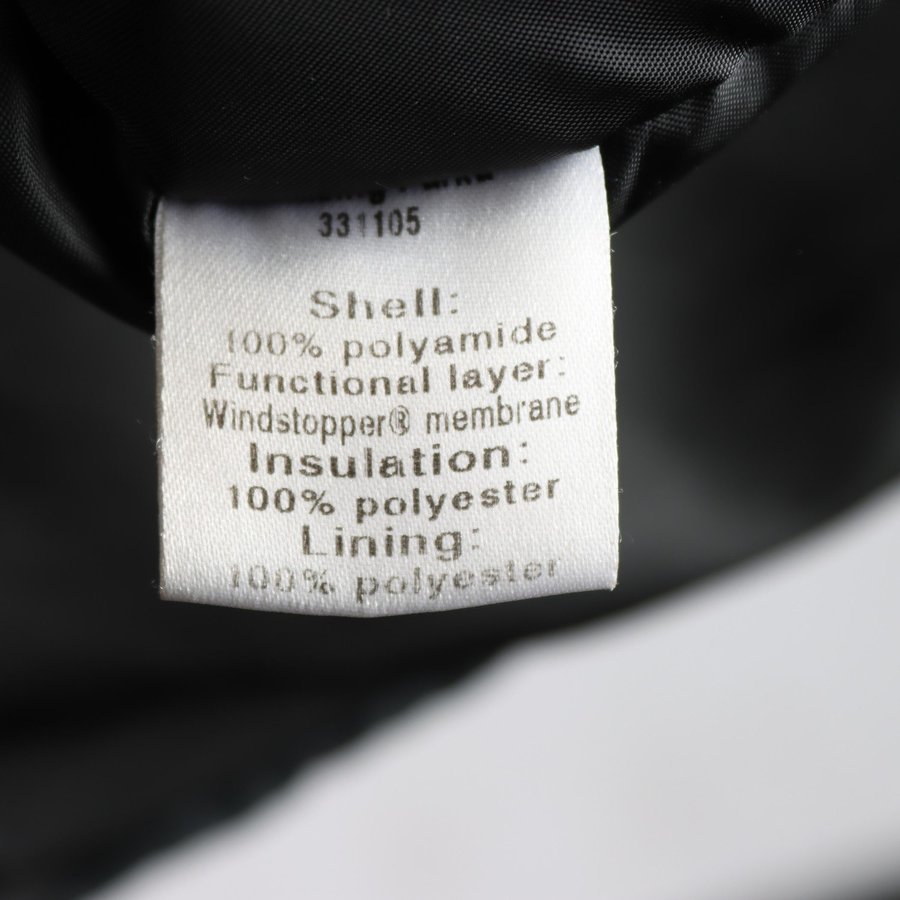 331105
Shell:
100% polyamide
Functional layer:
Windstopper® membrane
Insulation:
100% polyester
Lining:
100% polyester